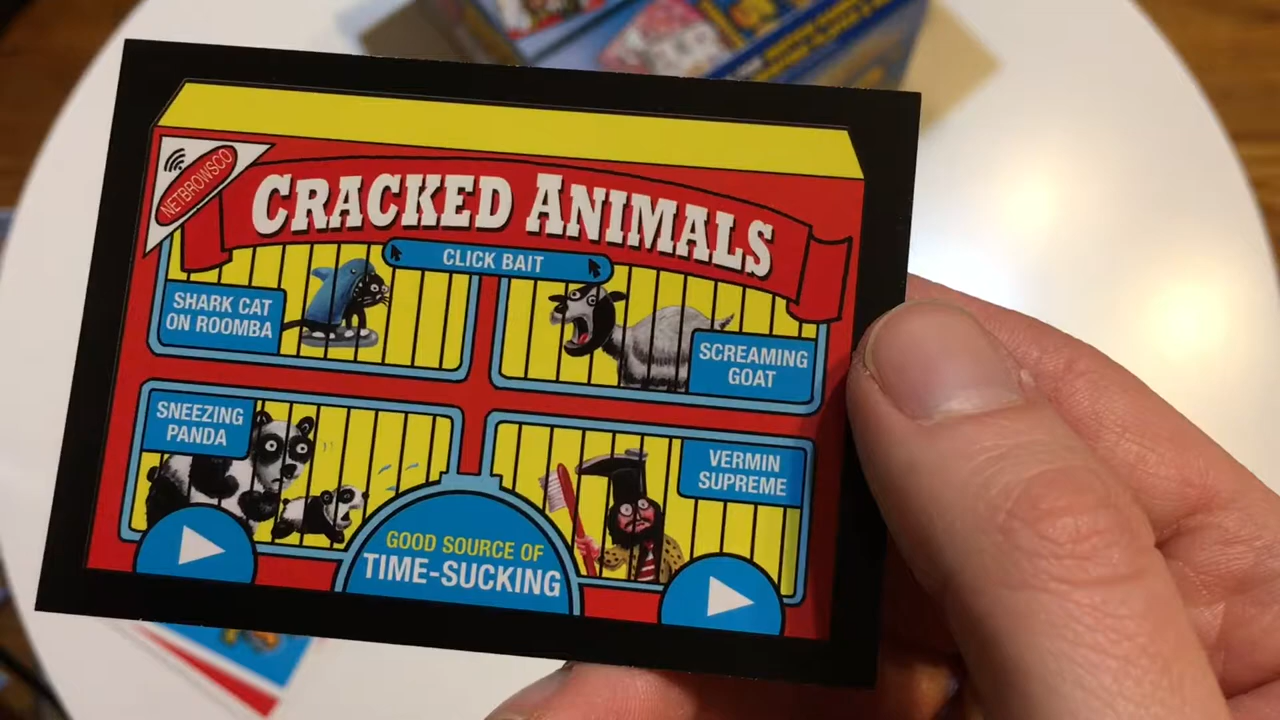 NETBROWSCO
CRACKED ANIMALS
CLICK BAIT
SHARK CAT
ON ROOMBA
SCREAMING
GOAT
SNEEZING
PANDA
VERMIN
SUPREME
GOOD SOURCE OF
TIME-SUCKING